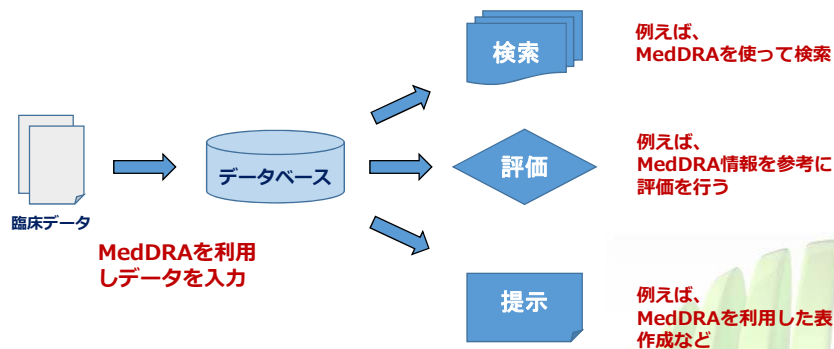 検索
例えば、
MedDRAを使って検索
臨床データ
データベース
MedDRAを利用
しデータを入力
評価
例えば、
MedDRA情報を参考に
評価を行う
提示
例えば、
MedDRAを利用した表
作成など